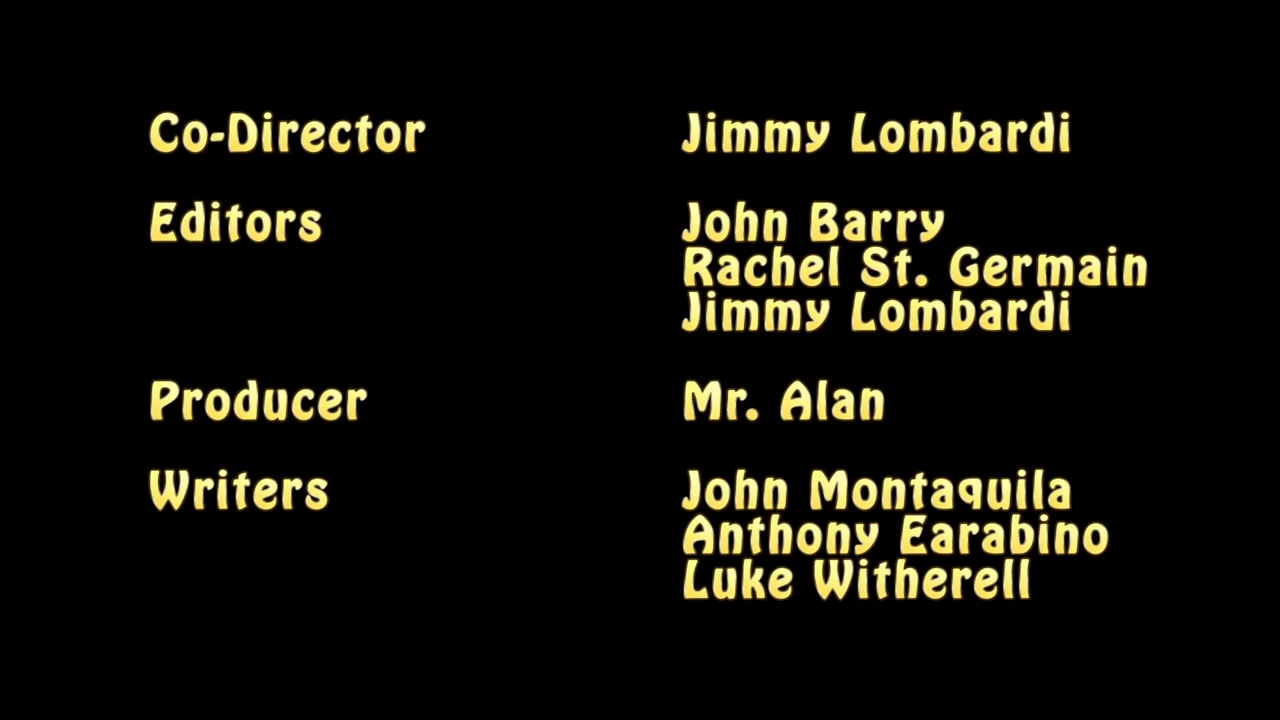 Co-Director Jimmy Lombardi
Editors John Barry
Rachel St. Germain
Jimmy Lombardi
Producer Mr. Alan
Writers John Montaquila
Anthony Earabino
Luke Witherell